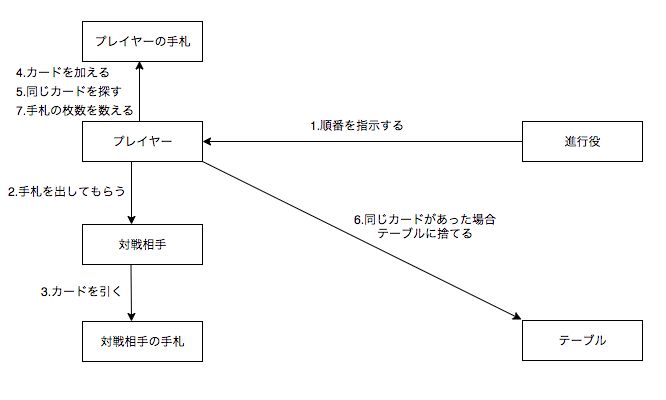 プレイヤーの手札
4.カードを加える
5.同じカードを探す
7.手札の枚数を数える
1.順番を指示する
プレイヤー
進行役
2.手札を出してもらう
6.同じカードがあった場合
テーブルに捨てる
対戦相手
3.カードを引く
対戦相手の手札
テーブル